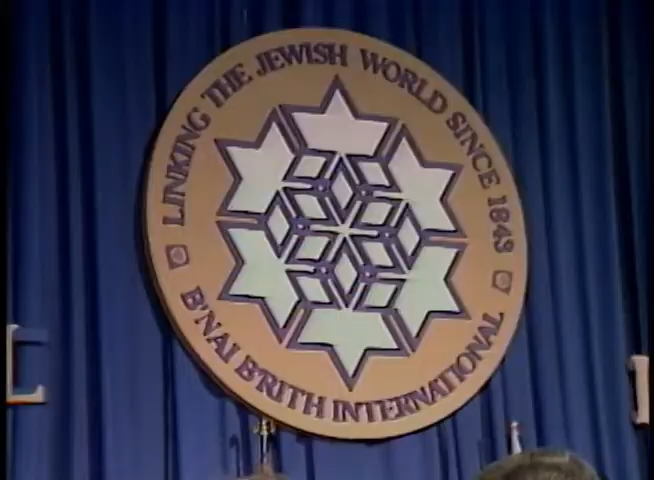 LINKING THE JEWISH WORLD SINCE 1843
B'NAI B'RITH INTERNATIONAL